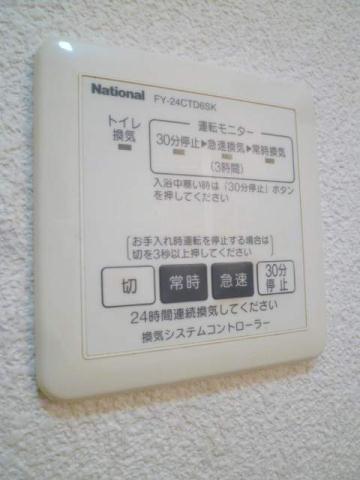 National FY-24CTD6SK
トイレ
換気
運転モニター
30分停止▶急速換気▶常時換気
(3時間)
入浴中寒い時は「30分停止」ボタン
を押してください
お手入れ時運転を停止する場合は
切を3秒以上押してください
切 常時 急速 30分
停止
24時間連続換気してください
換気システムコントローラー